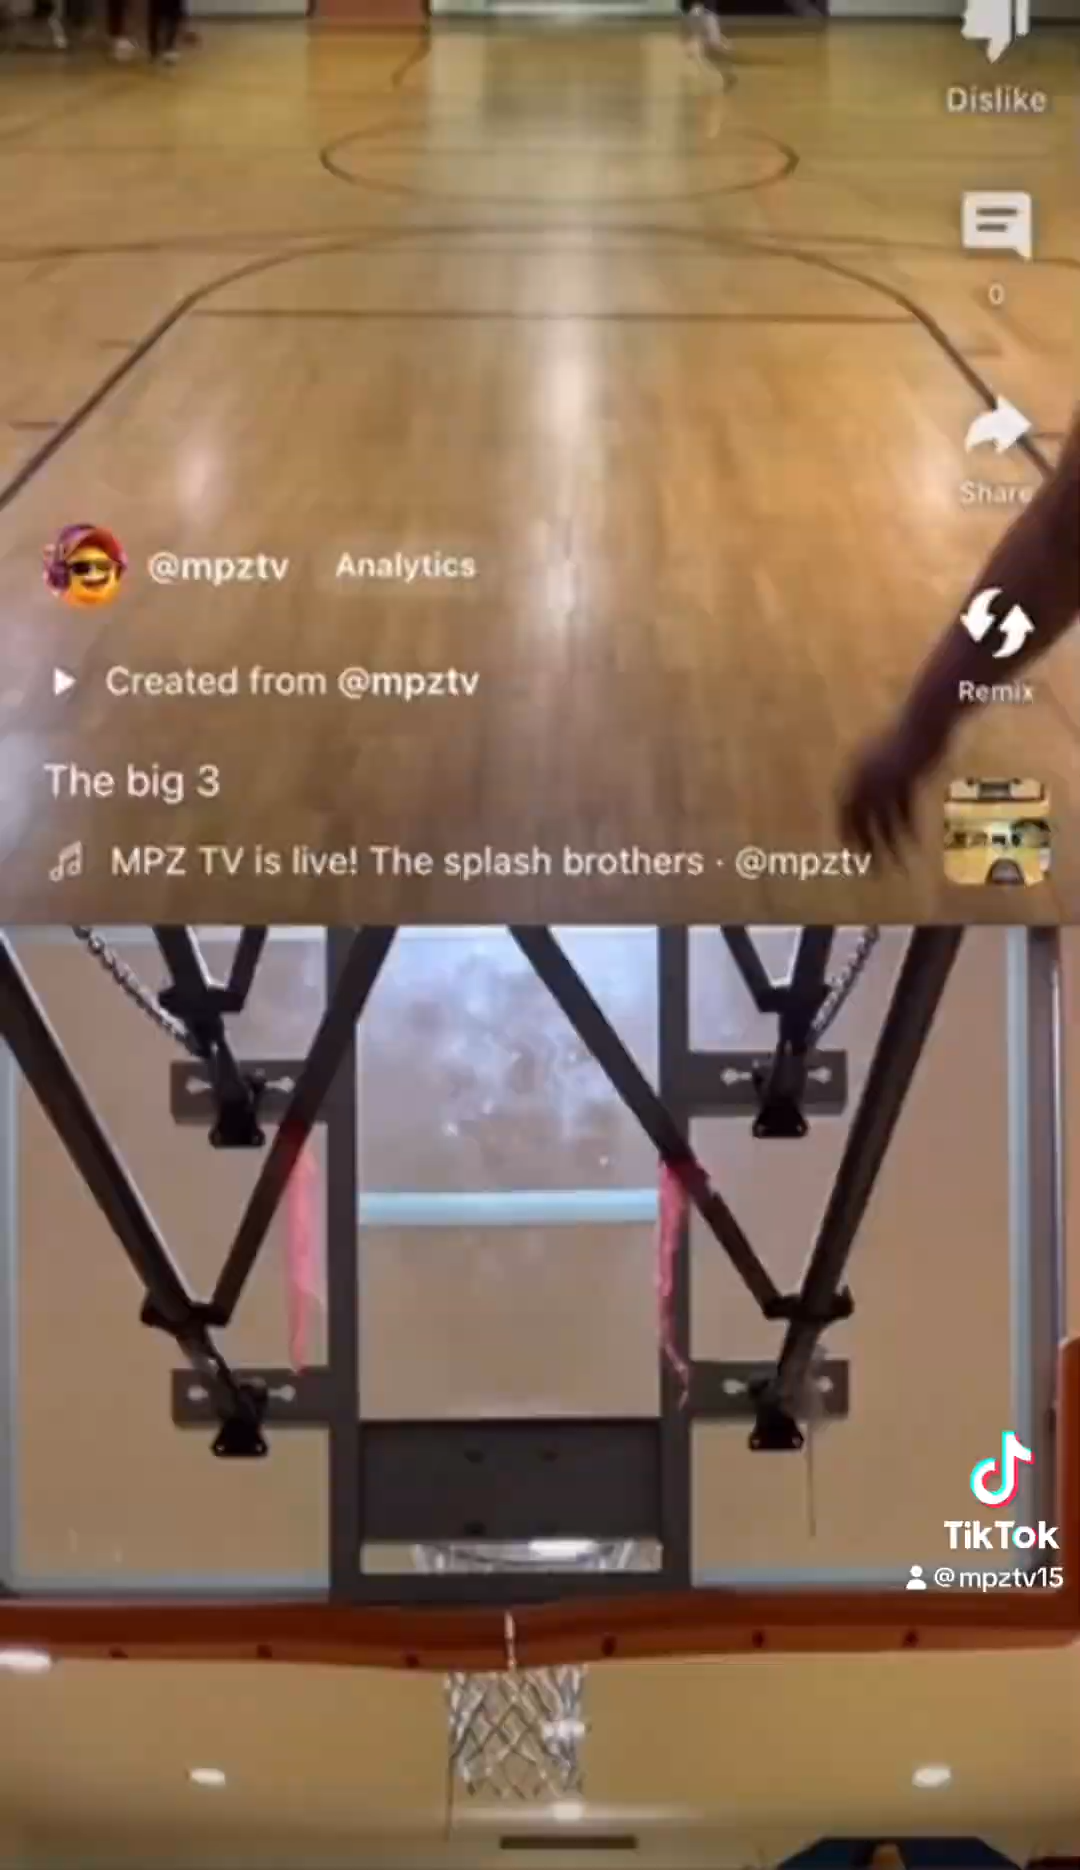 Dislike
0
Share
@mpztv Analytics
Created from @mpztv
Remix
The big 3
MPZ TV is live! The splash brothers · @mpztv
TikTok
@mpztv15